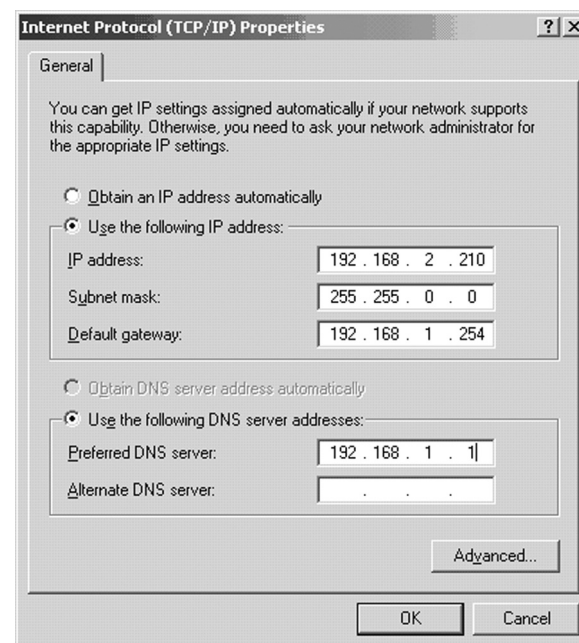 Internet Protocol (TCP/IP) Properties
General
You can get IP settings assigned automatically if your network supports
this capability. Otherwise, you need to ask your network administrator for
the appropriate IP settings.
Obtain an IP address automatically
Use the following IP address:
IP address: 192 . 168 . 2 . 210
Subnet mask: 255 . 255 . 0 . 0
Default gateway: 192 . 168 . 1 . 254
Obtain DNS server address automatically
Use the following DNS server addresses:
Preferred DNS server: 192 . 168 . 1 . 1
Alternate DNS server: . . .
Advanced...
OK Cancel